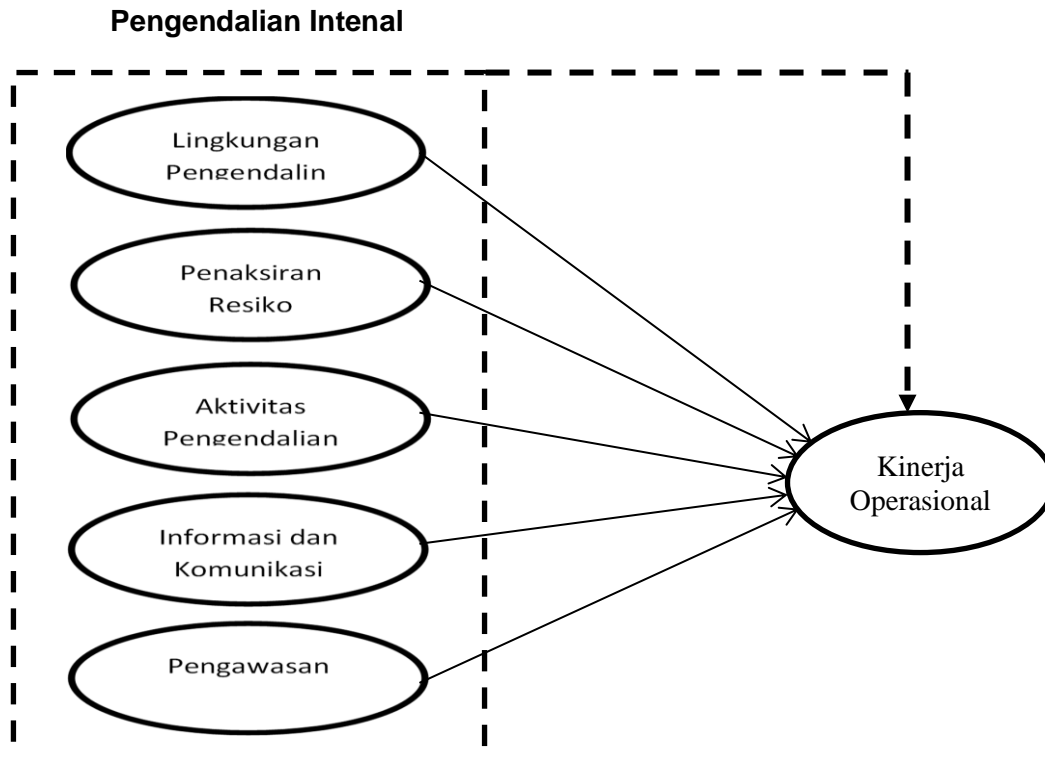 Pengendalian Intenal
Lingkungan
Pengendalin
Penaksiran
Resiko
Aktivitas
Pengendalian
Informasi dan
Komunikasi
Pengawasan
Kinerja
Operasional